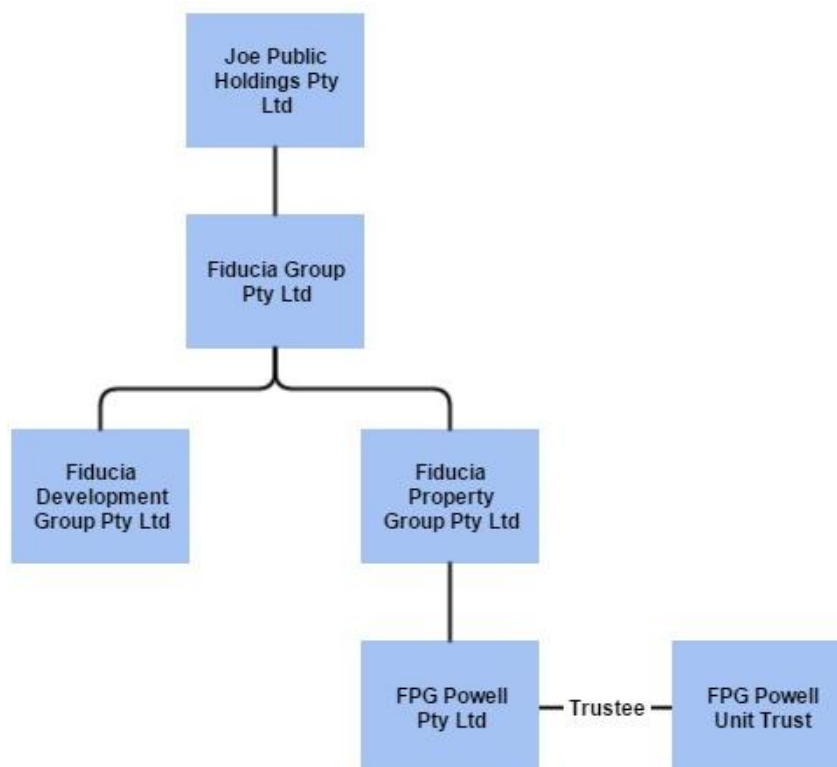 Joe Public
Holdings Pty
Ltd
Fiducia Group
Pty Ltd
Fiducia
Development
Group Pty Ltd
Fiducia
Property
Group Pty Ltd
FPG Powell
Pty Ltd
Trustee
FPG Powell
Unit Trust